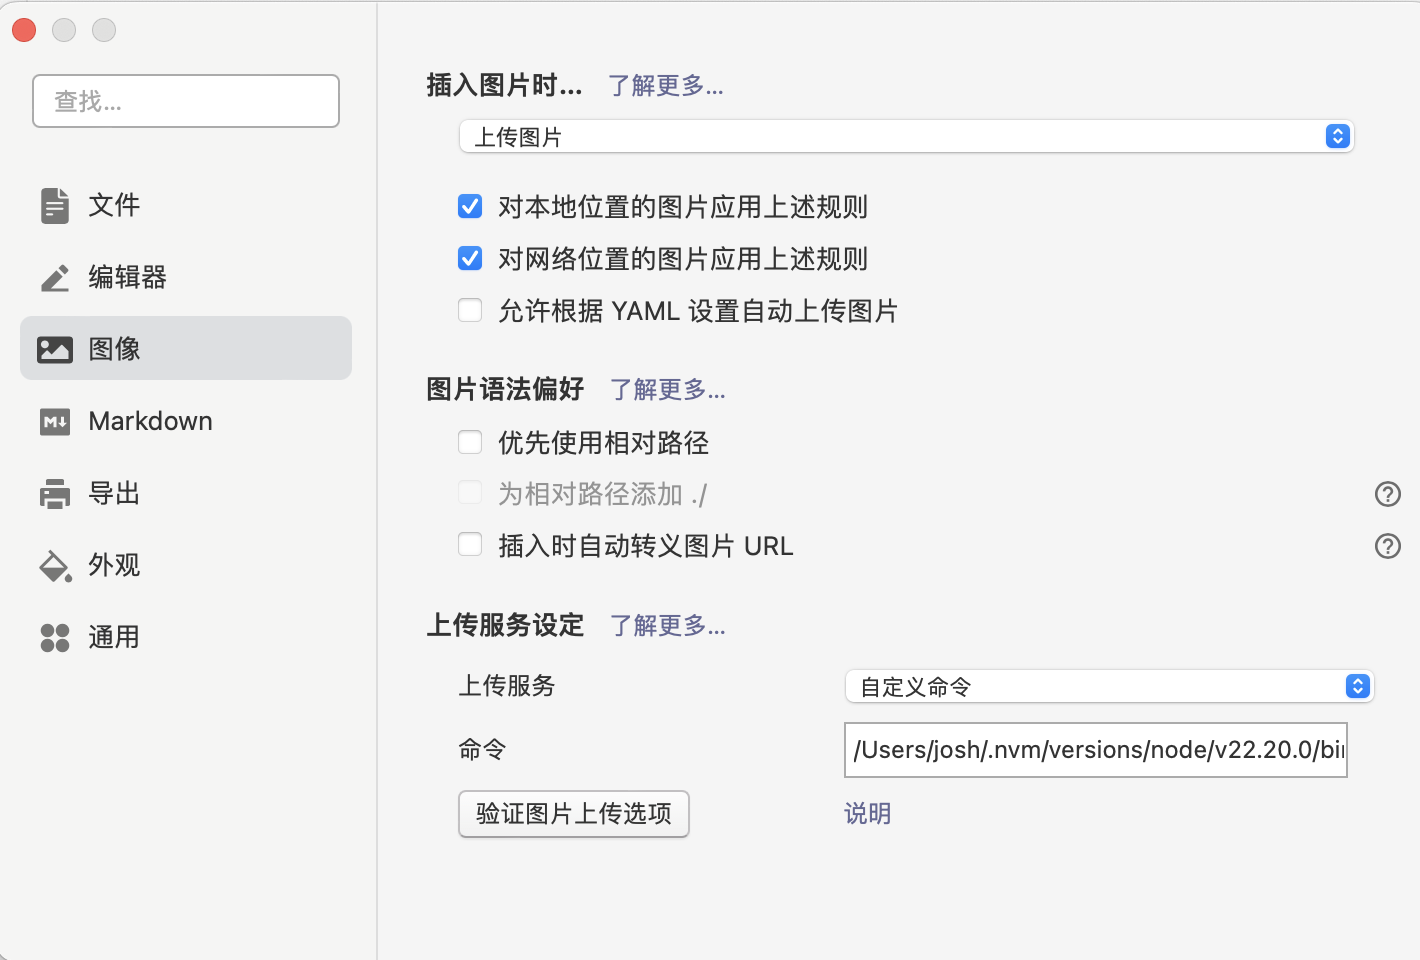 查找...
文件
编辑器
图像
Markdown
导出
外观
通用
插入图片时... 了解更多...
上传图片
对本地位置的图片应用上述规则
对网络位置的图片应用上述规则
允许根据 YAML 设置自动上传图片
图片语法偏好 了解更多...
优先使用相对路径
为相对路径添加 ./
插入时自动转义图片 URL
上传服务设定 了解更多...
上传服务 自定义命令
命令 /Users/josh/.nvm/versions/node/v22.20.0/bin
验证图片上传选项 说明